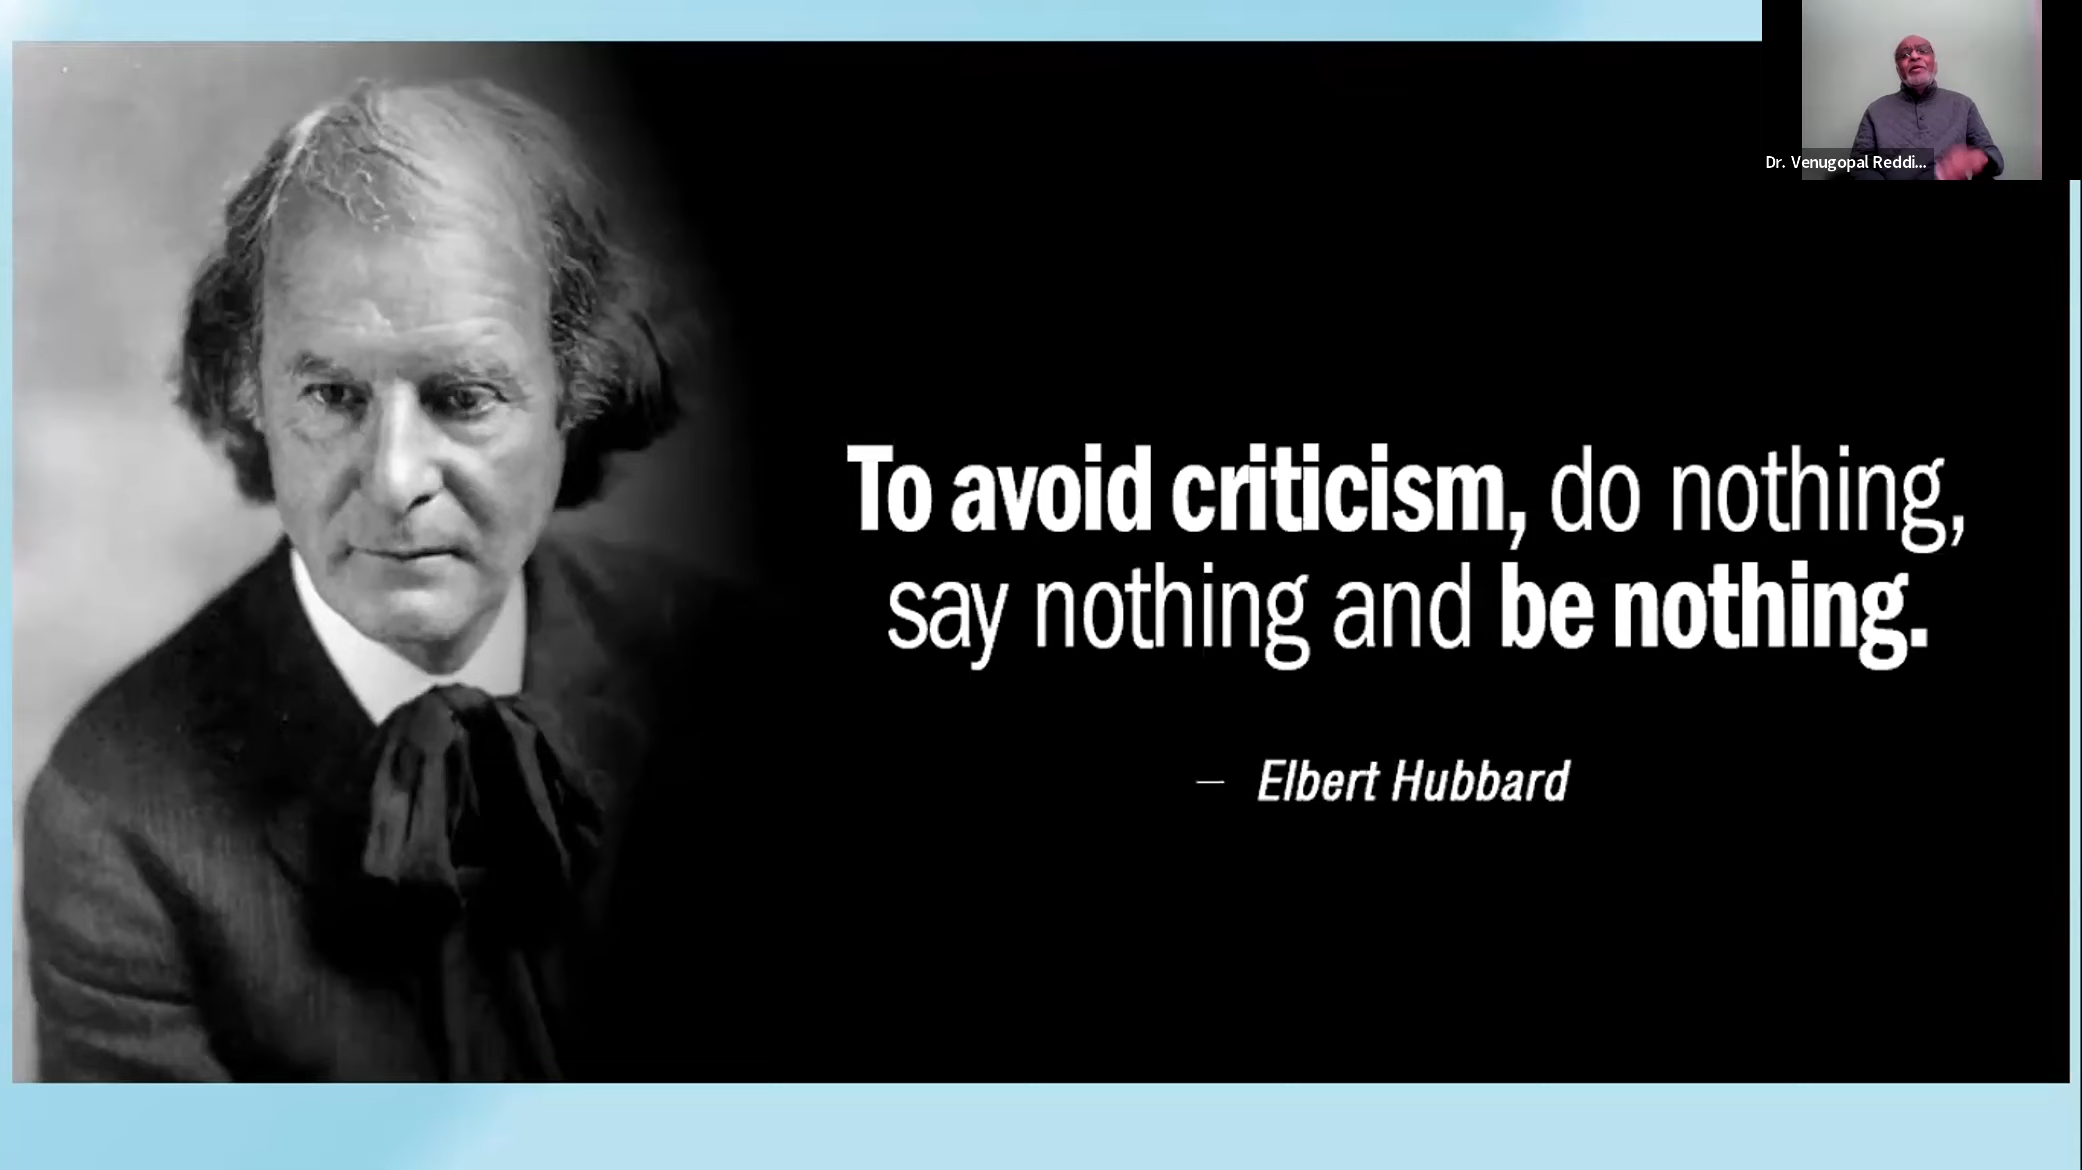 Dr. Venugopal Reddi...
To avoid criticism, do nothing,
say nothing and be nothing.
— Elbert Hubbard